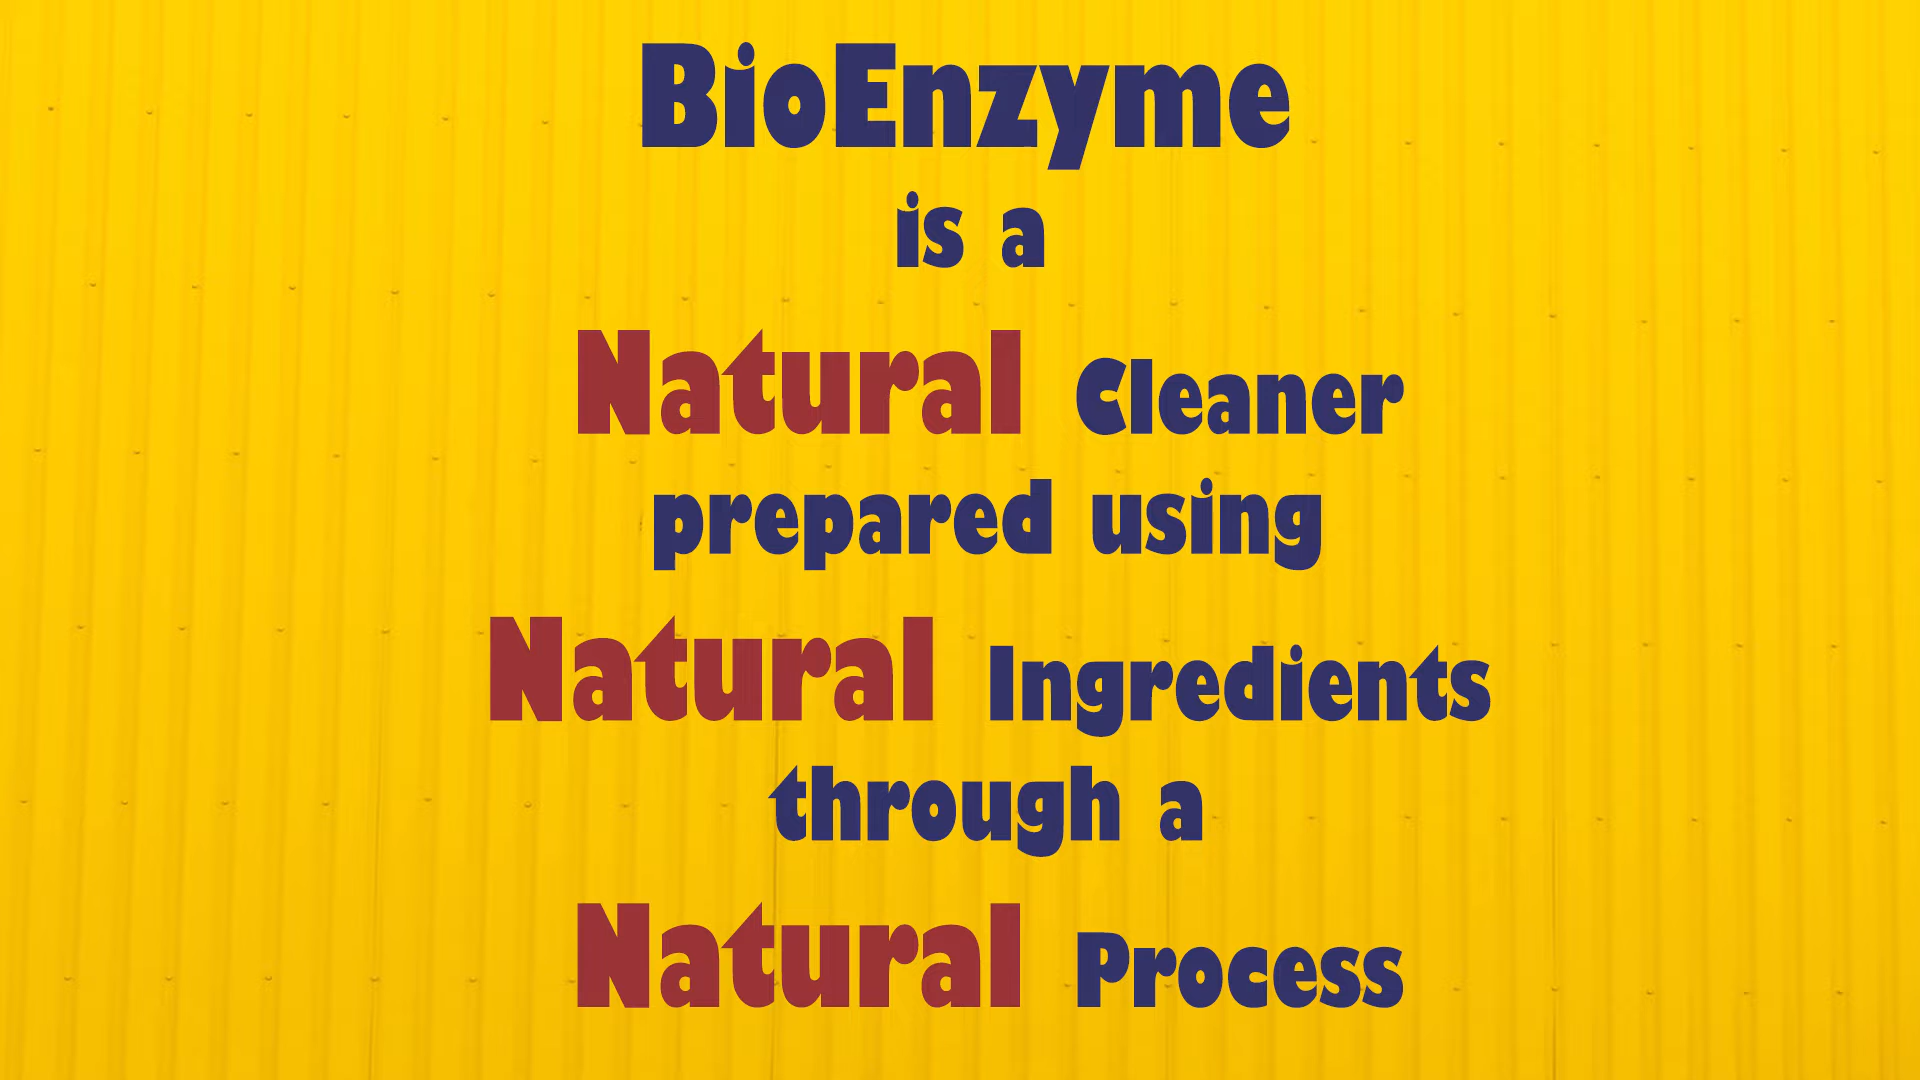 BioEnzyme
is a
Natural Cleaner
prepared using
Natural Ingredients
through a
Natural Process